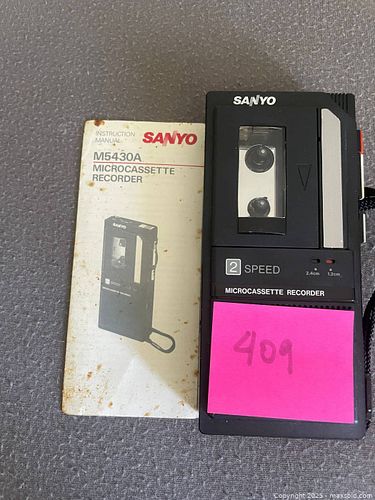 INSTRUCTION
MANUAL
SANYO
M5430A
MICROCASSETTE
RECORDER
SANYO
2 SPEED
2.4cm 1.2cm
MICROCASSETTE RECORDER
409
Copyright 2025 - maxsold.com